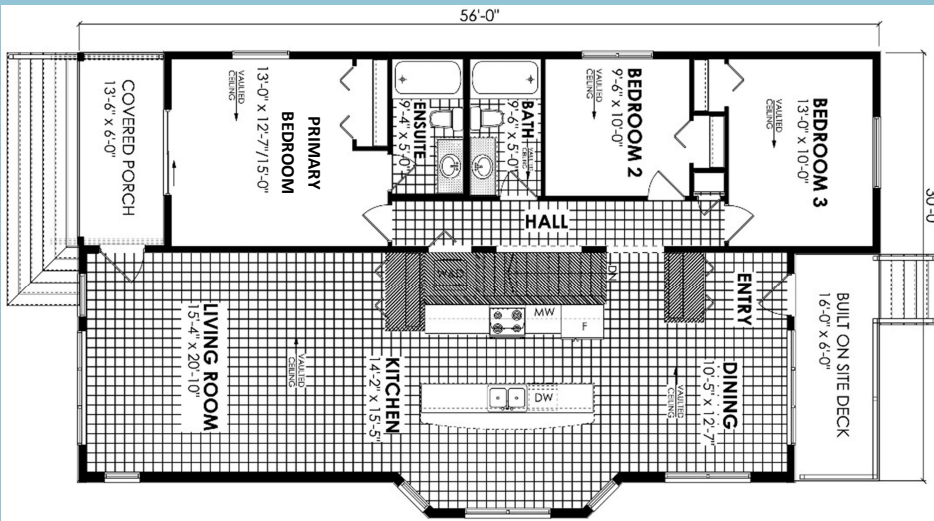 56'-0"
COVERED PORCH
13'-6" x 6'-0"
VAULTED
CEILING
13'-0" x 12'-7"/15'-0"
PRIMARY
BEDROOM
ENSUITE
9'-4" x 5'-0"
BATH
9'-6" x 5'-0"
VAULTED
CEILING
VAULTED
CEILING
BEDROOM 2
9'-6" x 10'-0"
VAULTED
CEILING
BEDROOM 3
13'-0" x 10'-0"
30'-0"
HALL
W&D
DN
MW
F
ENTRY
LIVING ROOM
15'-4" x 20'-10"
VAULTED
CEILING
KITCHEN
14'-2" x 15'-5"
DW
VAULTED
CEILING
DINING
10'-5" x 12'-7"
BUILT ON SITE DECK
16'-0" x 6'-0"